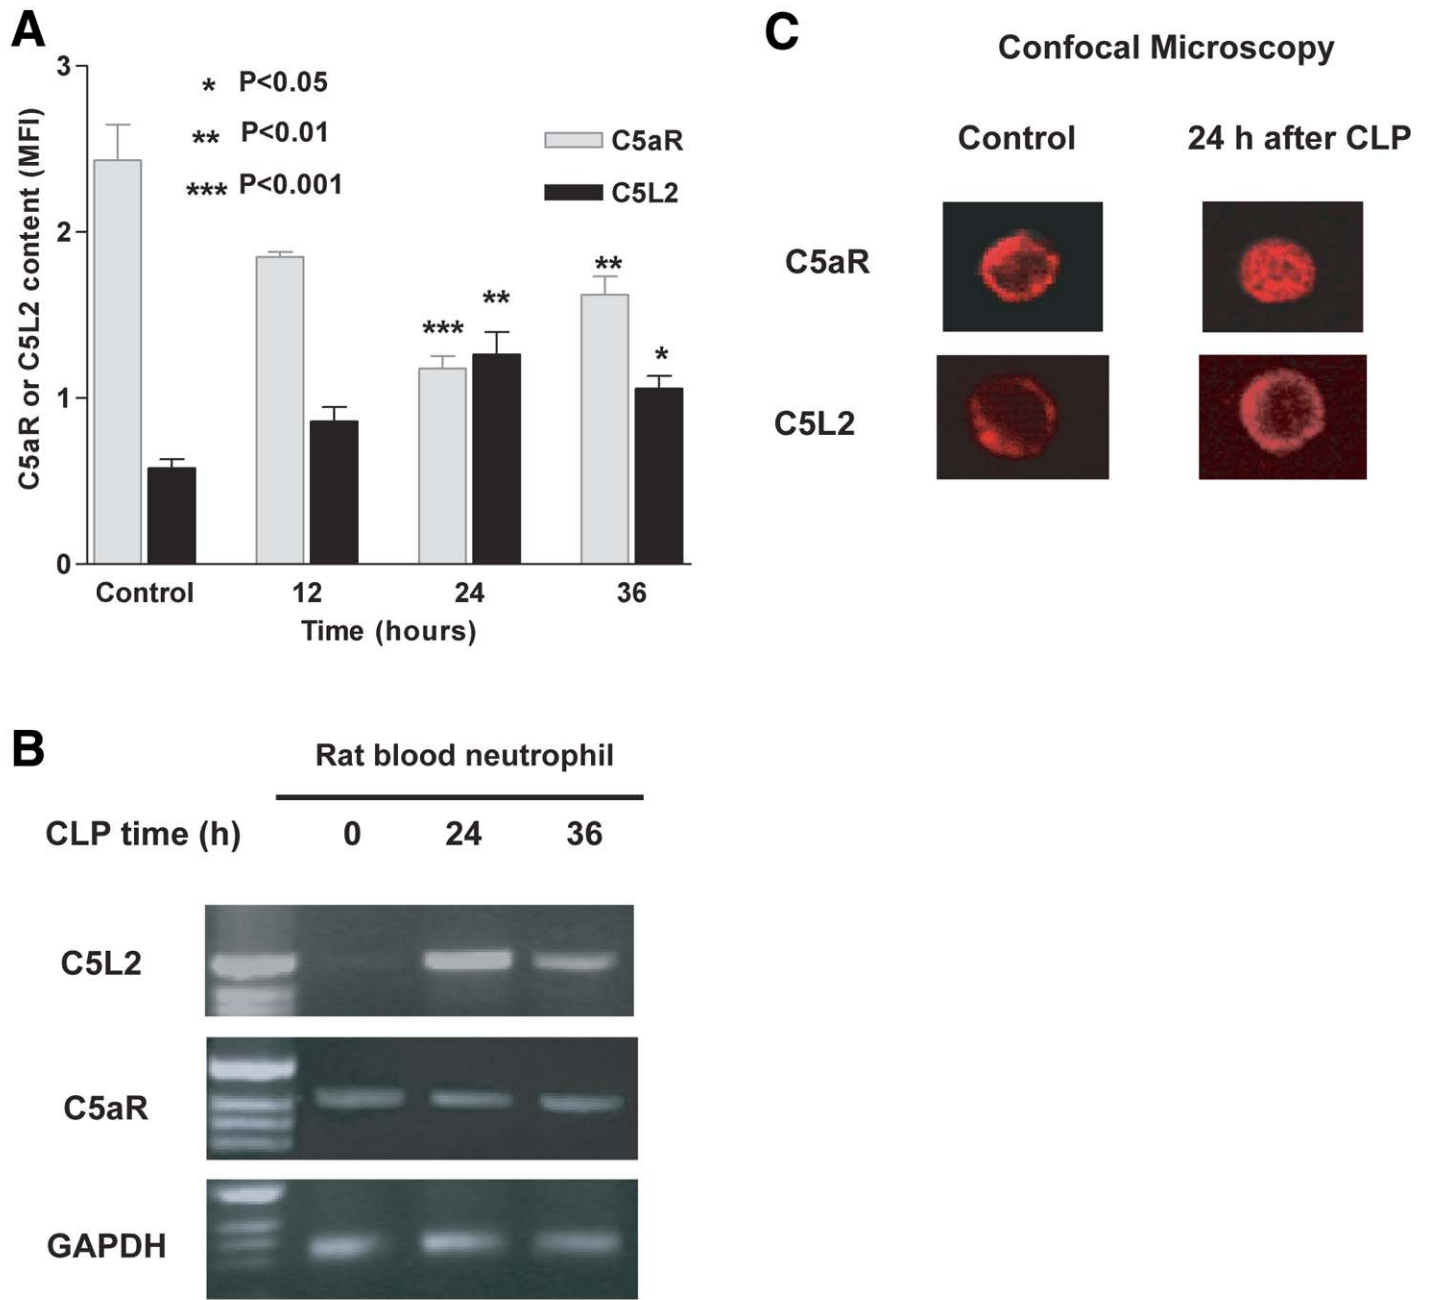 A
3
* P<0.05
** P<0.01
*** P<0.001
C5aR
C5L2
C5aR or C5L2 content (MFI)
2
**
**
***
*
1
0
Control 12 24 36
Time (hours)
C
Confocal Microscopy
Control 24 h after CLP
C5aR
C5L2
B
Rat blood neutrophil
CLP time (h) 0 24 36
C5L2
C5aR
GAPDH